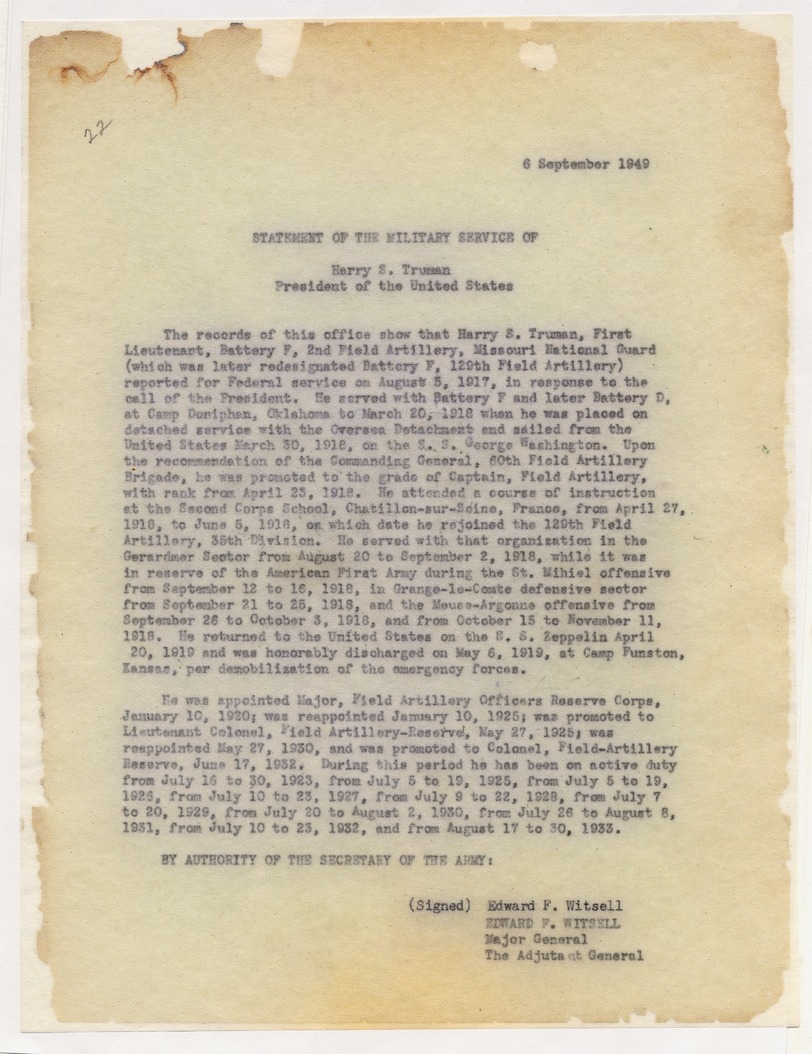 22
6 September 1949
STATEMENT OF THE MILITARY SERVICE OF
Harry S. Truman
President of the United States
The records of this office show that Harry S. Truman, First
Lieutenant, Battery F, 2nd Field Artillery, Missouri National Guard
(which was later redesignated Battery F, 129th Field Artillery)
reported for Federal service on August 5, 1917, in response to the
call of the President. He served with Battery F and later Battery D,
at Camp Doniphan, Oklahoma to March 20, 1918 when he was placed on
detached service with the Oversea Detachment and sailed from the
United States March 30, 1918, on the S. S. George Washington. Upon
the recommendation of the Commanding General, 60th Field Artillery
Brigade, he was promoted to the grade of Captain, Field Artillery,
with rank from April 23, 1918. He attended a course of instruction
at the Second Corps School, Chatillon-sur-Seine, France, from April 27,
1918, to June 5, 1918, on which date he rejoined the 129th Field
Artillery, 35th Division. He served with that organization in the
Gerardmer Sector from August 20 to September 2, 1918, while it was
in reserve of the American First Army during the St. Mihiel offensive
from September 12 to 16, 1918, in Grange-le-Comte defensive sector
from September 21 to 25, 1918, and the Meuse-Argonne offensive from
September 26 to October 3, 1918, and from October 15 to November 11,
1918. He returned to the United States on the S. S. Zeppelin April
20, 1919 and was honorably discharged on May 6, 1919, at Camp Funston,
Kansas, per demobilization of the emergency forces.
He was appointed Major, Field Artillery Officers Reserve Corps,
January 10, 1920; was reappointed January 10, 1925; was promoted to
Lieutenant Colonel, Field Artillery-Reserve, May 27, 1925; was
reappointed May 27, 1930, and was promoted to Colonel, Field-Artillery
Reserve, June 17, 1932. During this period he has been on active duty
from July 16 to 30, 1923, from July 5 to 19, 1925, from July 5 to 19,
1926, from July 10 to 23, 1927, from July 9 to 22, 1928, from July 7
to 20, 1929, from July 20 to August 2, 1930, from July 26 to August 8,
1931, from July 10 to 23, 1932, and from August 17 to 30, 1933.
BY AUTHORITY OF THE SECRETARY OF THE ARMY:
(Signed) Edward F. Witsell
EDWARD F. WITSELL
Major General
The Adjutant General